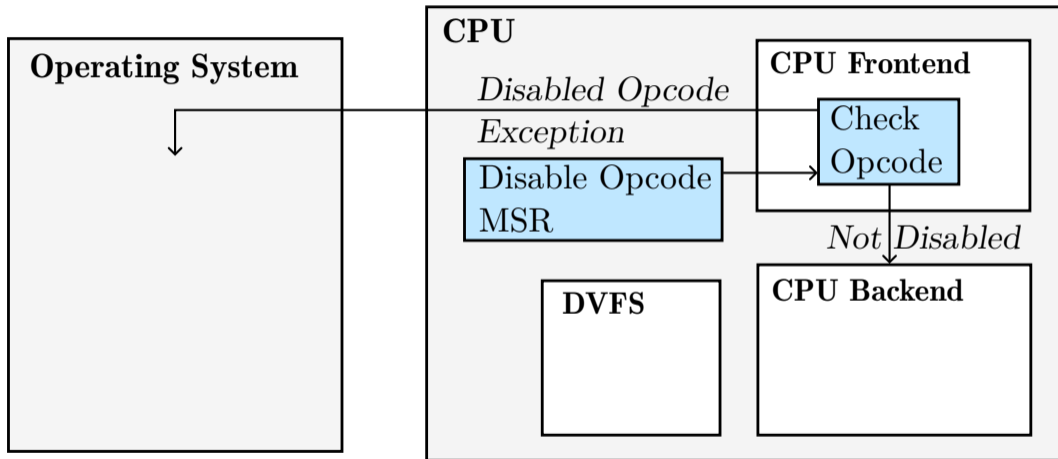 Operating System
CPU
CPU Frontend
Disabled Opcode
Exception
Check
Opcode
Disable Opcode
MSR
Not Disabled
DVFS
CPU Backend